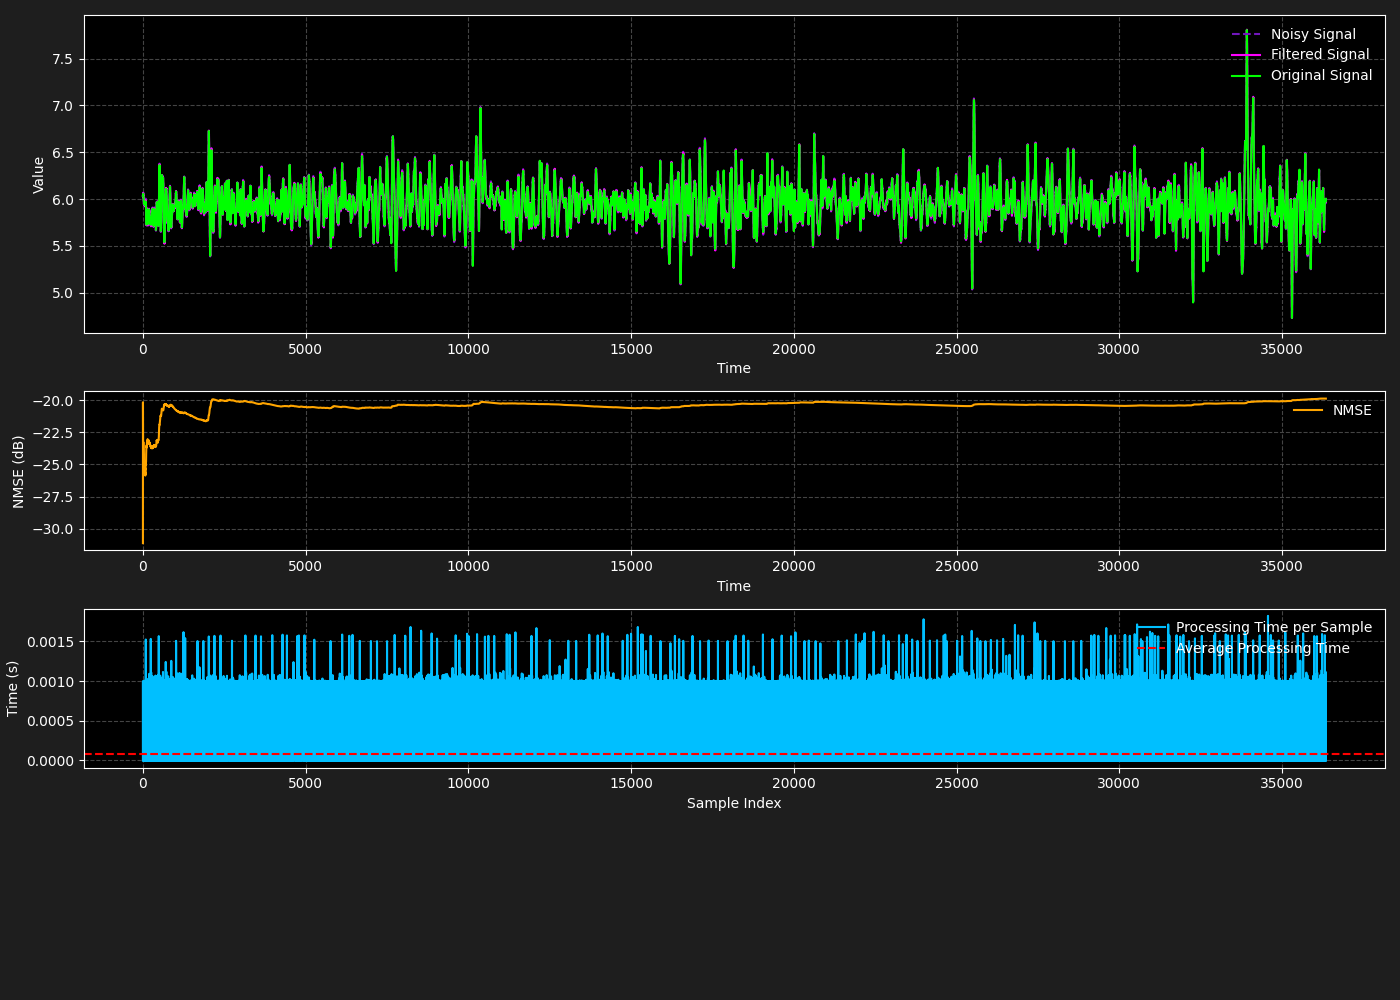 Noisy Signal
Filtered Signal
Original Signal
7.5
7.0
6.5
6.0
5.5
5.0
Value
0 5000 10000 15000 20000 25000 30000 35000
Time
−20.0
−22.5
−25.0
−27.5
−30.0
NMSE (dB)
NMSE
0 5000 10000 15000 20000 25000 30000 35000
Time
Processing Time per Sample
Average Processing Time
0.0015
0.0010
0.0005
0.0000
Time (s)
0 5000 10000 15000 20000 25000 30000 35000
Sample Index